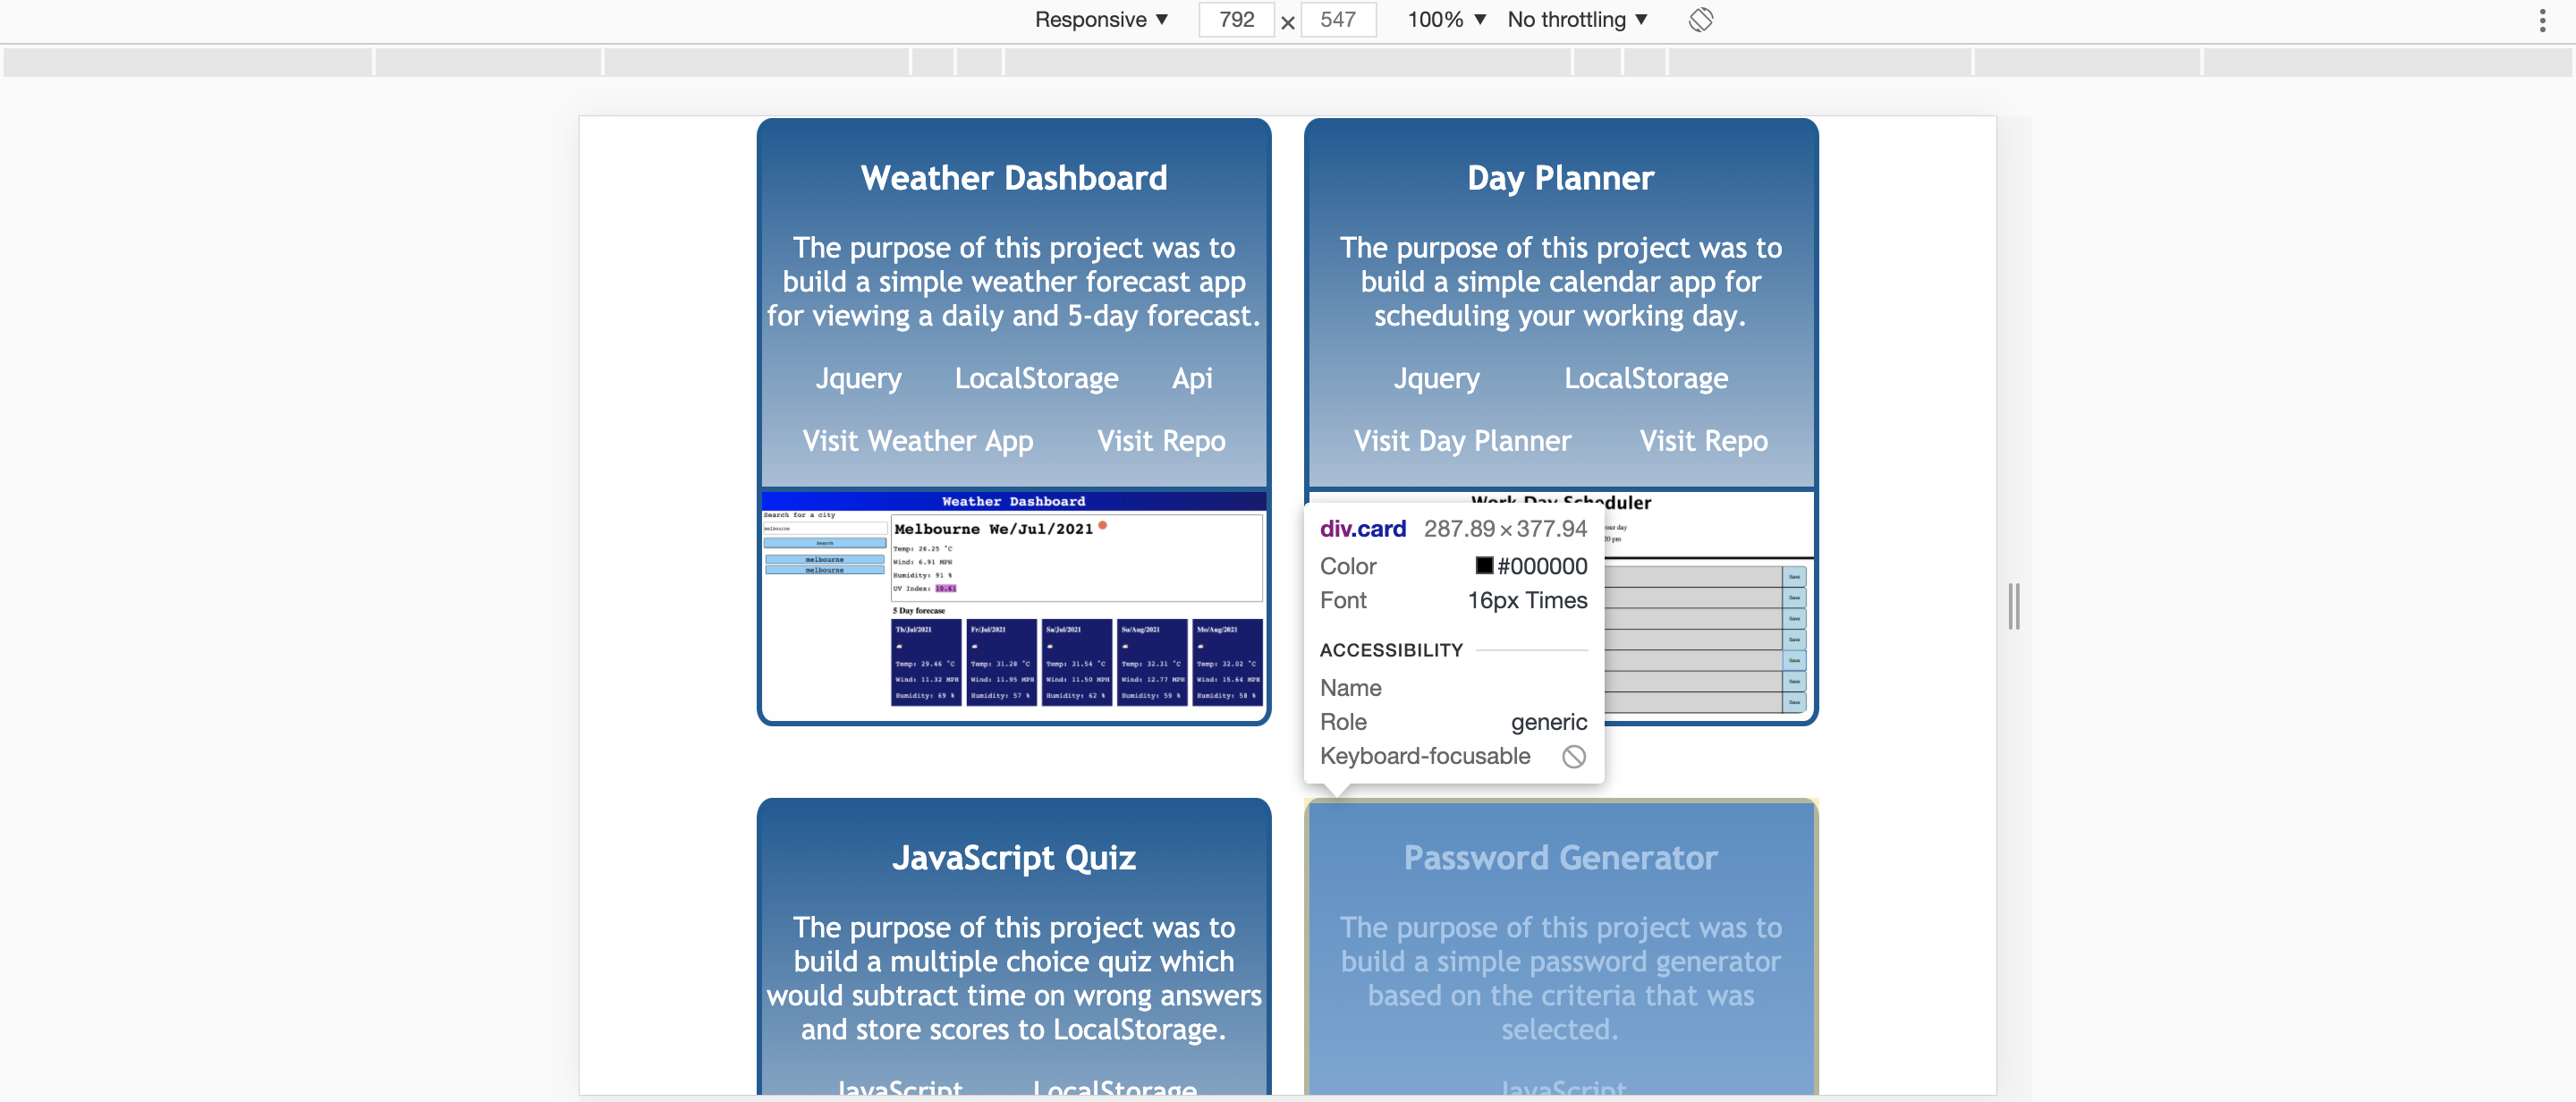 Responsive ▼ 792 × 547 100% ▼ No throttling ▼
Weather Dashboard
The purpose of this project was to
build a simple weather forecast app
for viewing a daily and 5-day forecast.
Jquery LocalStorage Api
Visit Weather App Visit Repo
Weather Dashboard
Search for a city
melbourne
Search
melbourne
melbourne
Melbourne We/Jul/2021
Temp: 26.25 °C
Wind: 6.91 MPH
Humidity: 91 %
UV Index: 10.61
5 Day forecase
Th/Jul/2021 Fr/Jul/2021 Sa/Jul/2021 Su/Aug/2021 Mo/Aug/2021
Temp: 29.46 °C Temp: 31.28 °C Temp: 31.54 °C Temp: 32.31 °C Temp: 32.02 °C
Wind: 11.32 MPH Wind: 11.95 MPH Wind: 11.50 MPH Wind: 12.77 MPH Wind: 15.64 MPH
Humidity: 69 % Humidity: 57 % Humidity: 62 % Humidity: 59 % Humidity: 58 %
Day Planner
The purpose of this project was to
build a simple calendar app for
scheduling your working day.
Jquery LocalStorage
Visit Day Planner Visit Repo
Work Day Scheduler
day
pm
Save
Save
Save
Save
Save
Save
Save
div.card 287.89 × 377.94
Color #000000
Font 16px Times
ACCESSIBILITY
Name
Role generic
Keyboard-focusable
JavaScript Quiz
The purpose of this project was to
build a multiple choice quiz which
would subtract time on wrong answers
and store scores to LocalStorage.
JavaScript LocalStorage
Password Generator
The purpose of this project was to
build a simple password generator
based on the criteria that was
selected.
JavaScript